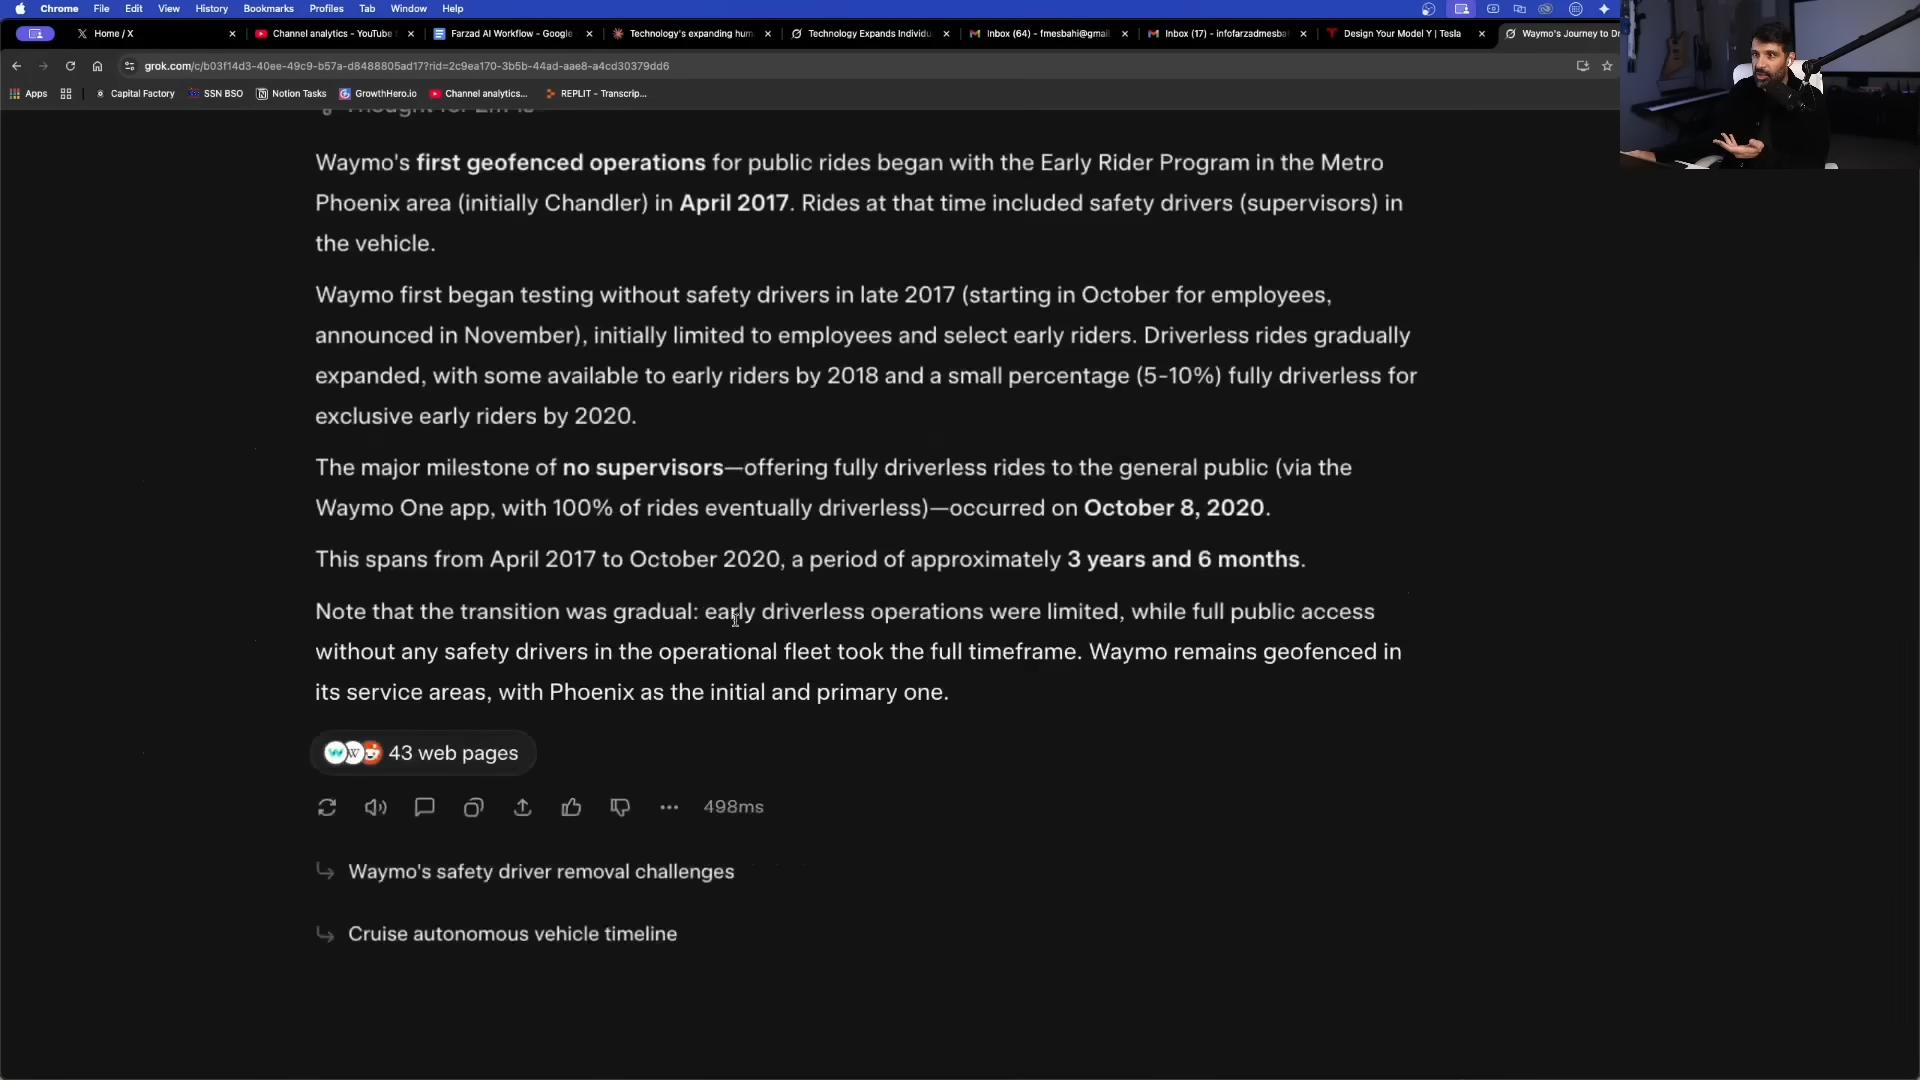 Chrome File Edit View History Bookmarks Profiles Tab Window Help
Home / X Channel analytics - YouTube Farzad AI Workflow - Google Technology's expanding hum Technology Expands Individu Inbox (64) - fmesbahi@gmail Inbox (17) - infofarzadmesba Design Your Model Y | Tesla Waymo's Journey to Dr
grok.com/c/b03f14d3-40ee-49c9-b57a-d8488805ad17?rid=2c9ea170-3b5b-44ad-aae8-a4cd30379dd6
Apps Capital Factory SSN BSO Notion Tasks GrowthHero.io Channel analytics... REPLIT - Transcrip...
Waymo's first geofenced operations for public rides began with the Early Rider Program in the Metro
Phoenix area (initially Chandler) in April 2017. Rides at that time included safety drivers (supervisors) in
the vehicle.
Waymo first began testing without safety drivers in late 2017 (starting in October for employees,
announced in November), initially limited to employees and select early riders. Driverless rides gradually
expanded, with some available to early riders by 2018 and a small percentage (5-10%) fully driverless for
exclusive early riders by 2020.
The major milestone of no supervisors—offering fully driverless rides to the general public (via the
Waymo One app, with 100% of rides eventually driverless)—occurred on October 8, 2020.
This spans from April 2017 to October 2020, a period of approximately 3 years and 6 months.
Note that the transition was gradual: early driverless operations were limited, while full public access
without any safety drivers in the operational fleet took the full timeframe. Waymo remains geofenced in
its service areas, with Phoenix as the initial and primary one.
43 web pages
498ms
Waymo's safety driver removal challenges
Cruise autonomous vehicle timeline